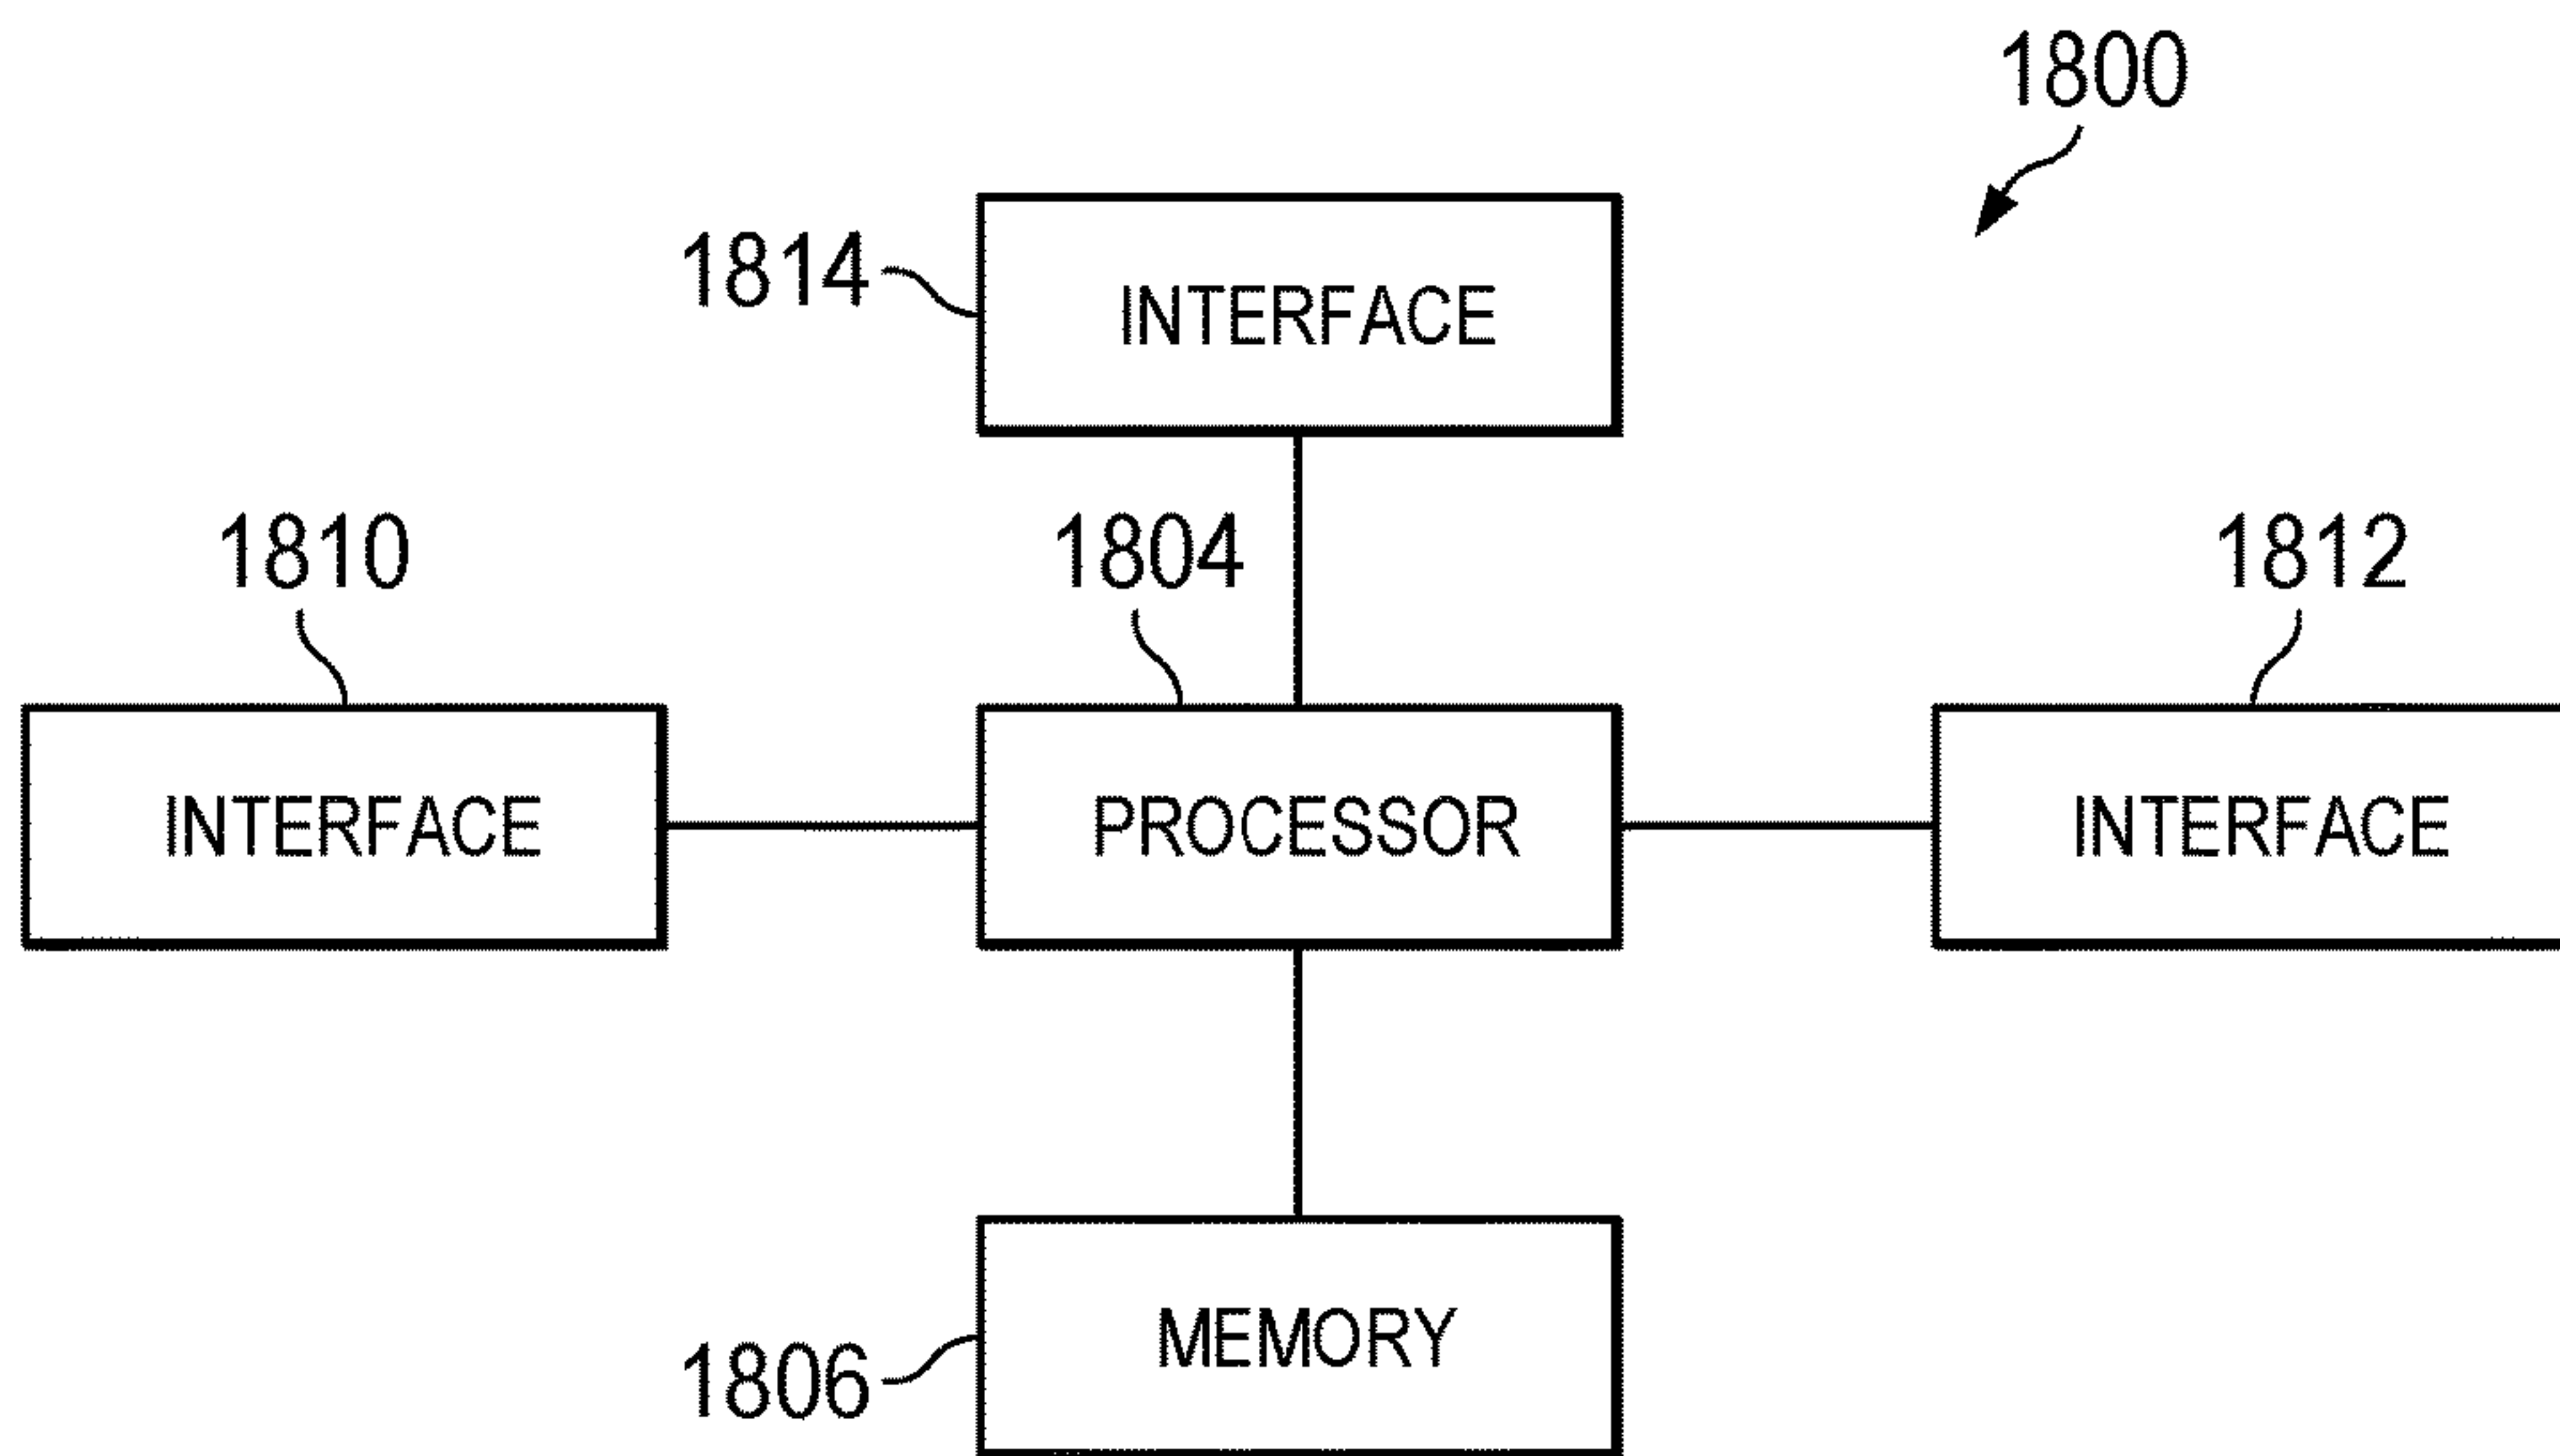 1800
1814
INTERFACE
1810
1804
1812
INTERFACE
PROCESSOR
INTERFACE
MEMORY
1806